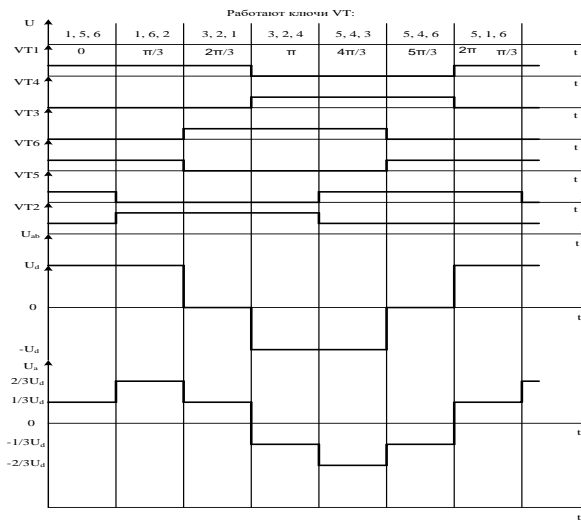 Работают ключи VT:
U
1, 5, 6 1, 6, 2 3, 2, 1 3, 2, 4 5, 4, 3 5, 4, 6 5, 1, 6
VT1 t
0 π/3 2π/3 π 4π/3 5π/3 2π π/3
VT4 t
VT3 t
VT6 t
VT5 t
VT2 t
Uab t
Ud
0 t
-Ud
Ua
2/3Ud
1/3Ud
0 t
-1/3Ud
-2/3Ud
t